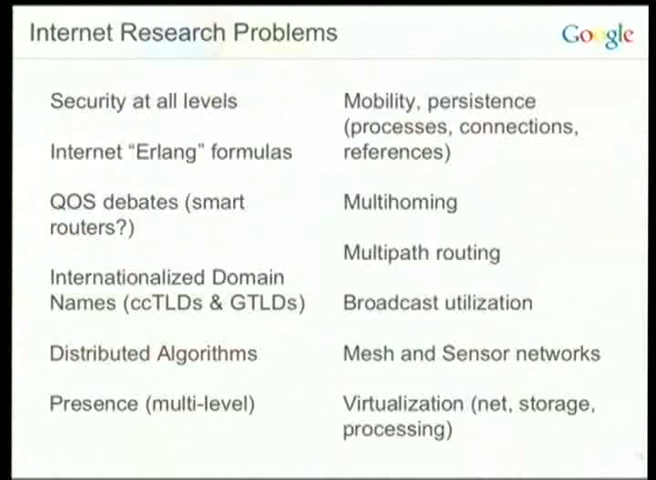 Internet Research Problems
Google
Security at all levels
Internet “Erlang” formulas
QOS debates (smart
routers?)
Internationalized Domain
Names (ccTLDs & GTLDs)
Distributed Algorithms
Presence (multi-level)
Mobility, persistence
(processes, connections,
references)
Multihoming
Multipath routing
Broadcast utilization
Mesh and Sensor networks
Virtualization (net, storage,
processing)